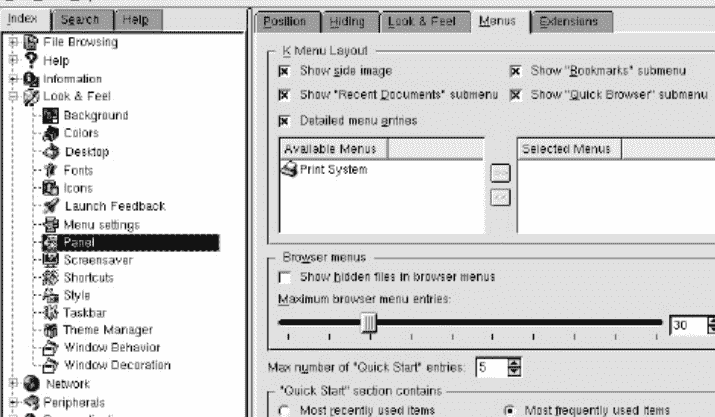 Index Search Help
File Browsing
Help
Information
Look & Feel
Background
Colors
Desktop
Fonts
Icons
Launch Feedback
Menu settings
Panel
Screensaver
Shortcuts
Style
Taskbar
Theme Manager
Window Behavior
Window Decoration
Network
Peripherals
Position Hiding Look & Feel Menus Extensions
K Menu Layout
Show side image Show "Bookmarks" submenu
Show "Recent Documents" submenu Show "Quick Browser" submenu
Detailed menu entries
Available Menus Selected Menus
Print System
>>
<<
Browser menus
Show hidden files in browser menus
Maximum browser menu entries:
30
Max number of "Quick Start" entries: 5
"Quick Start" section contains
Most recently used items Most frequently used items